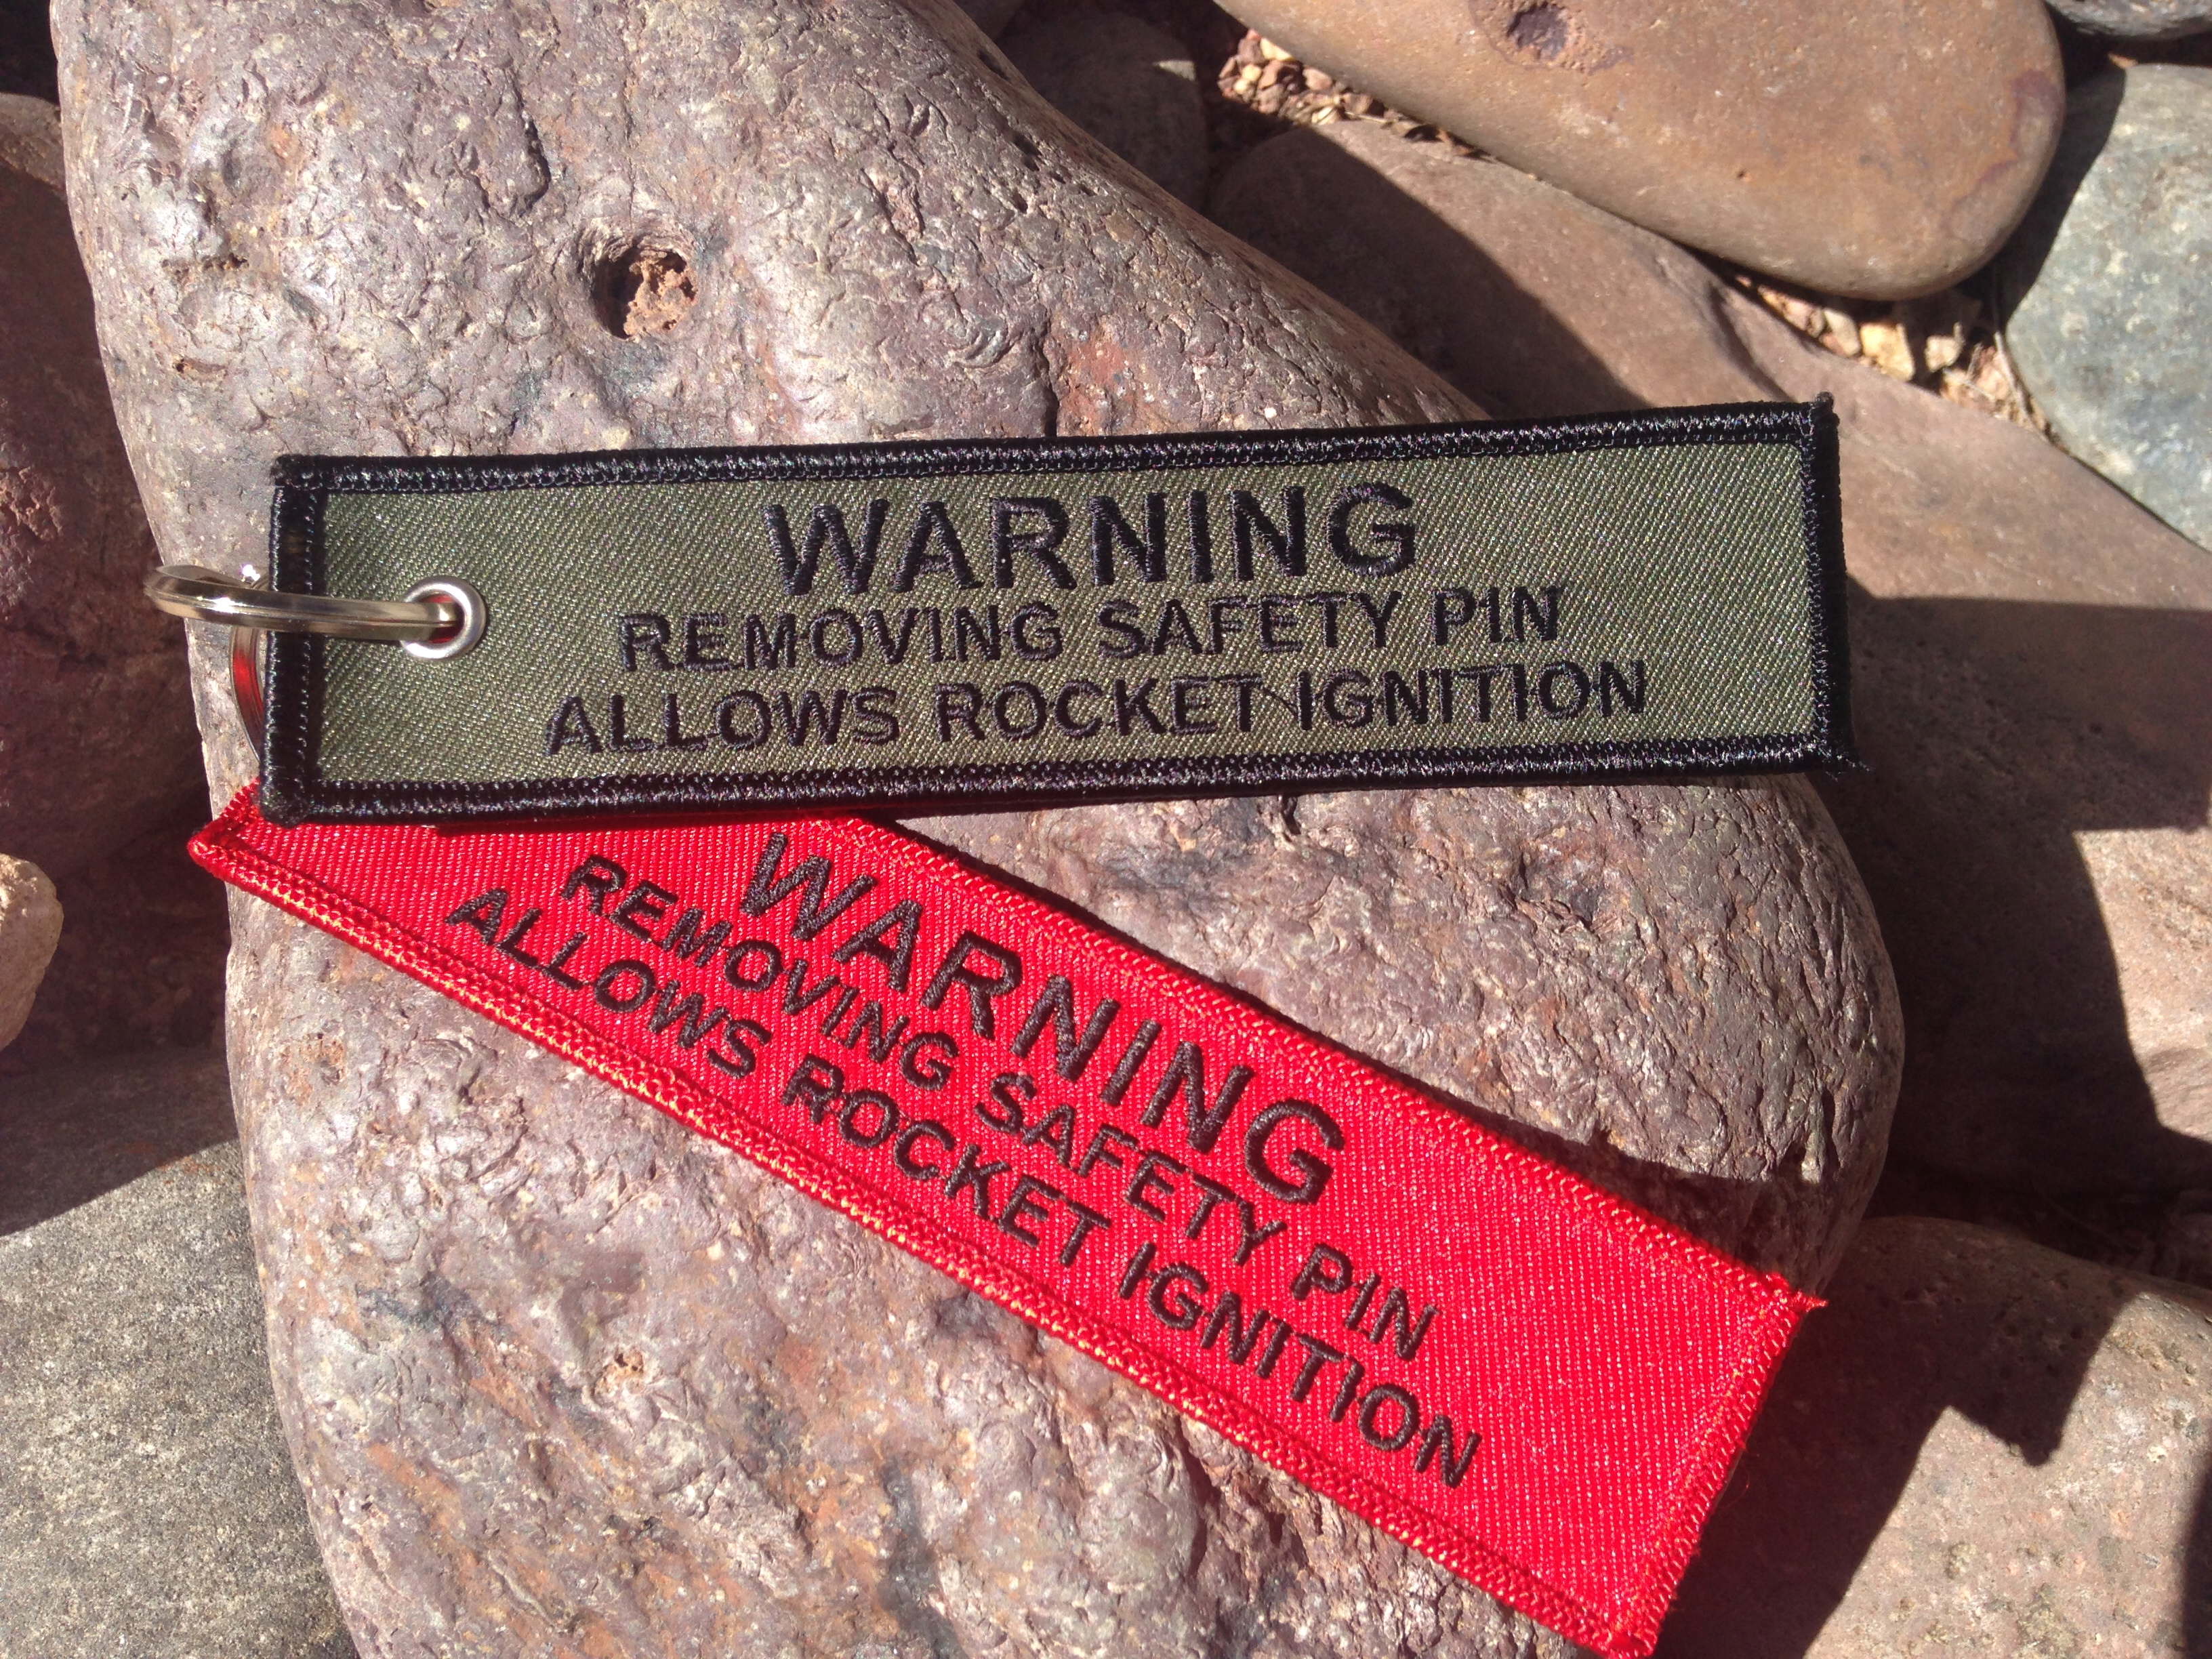 WARNING
REMOVING SAFETY PIN
ALLOWS ROCKET IGNITION
WARNING
REMOVING SAFETY PIN
ALLOWS ROCKET IGNITION